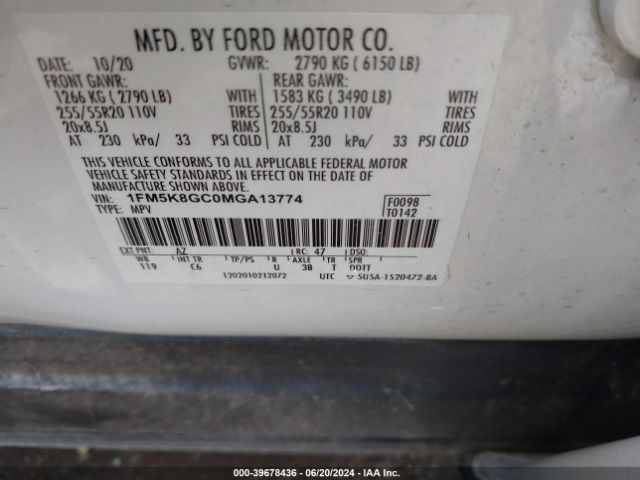 MFD. BY FORD MOTOR CO.
DATE: 10/20 GVWR: 2790 KG ( 6150 LB)
FRONT GAWR: REAR GAWR:
1266 KG ( 2790 LB) WITH 1583 KG ( 3490 LB) WITH
255/55R20 110V TIRES 255/55R20 110V TIRES
20x8.5J RIMS 20x8.5J RIMS
AT 230 kPa/ 33 PSI COLD AT 230 kPa/ 33 PSI COLD
THIS VEHICLE CONFORMS TO ALL APPLICABLE FEDERAL MOTOR
VEHICLE SAFETY STANDARDS IN EFFECT ON THE DATE OF
MANUFACTURE SHOWN ABOVE.
VIN: 1FM5K8GC0MGA13774 F0098
TYPE: MPV T0142
EXT PNT: AZ RC: 47 DSO:
WB INT TR TP/PS R AXLE TR SPR
119 C6 U 3B T DDTT
1202010212072 UTC SU5A-1520472-BA
000-39678436 - 06/20/2024 - IAAI.com